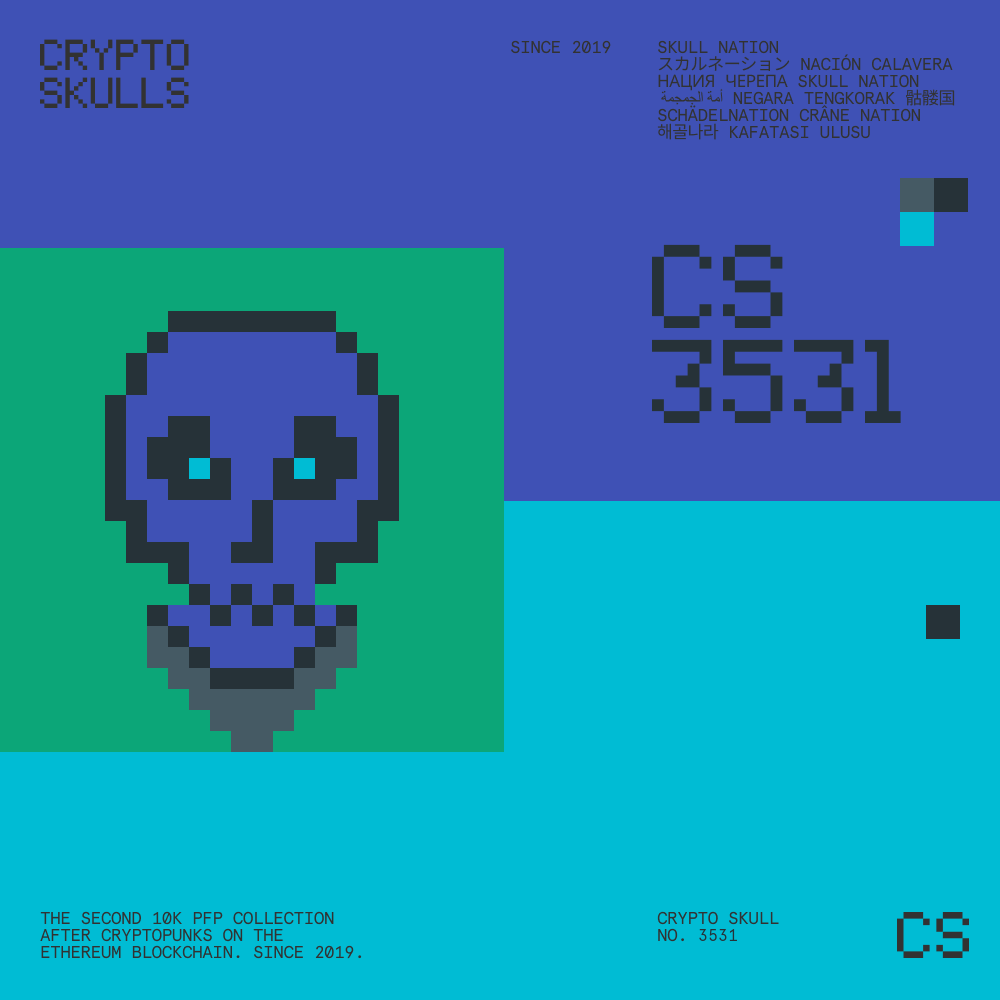 CRYPTO
SKULLS
SINCE 2019
SKULL NATION
スカルネーション NACIÓN CALAVERA
НАЦИЯ ЧЕРЕПА SKULL NATION
أمة الجمجمة NEGARA TENGKORAK 骷髅国
SCHÄDELNATION CRÂNE NATION
해골나라 KAFATASI ULUSU
CS
3531
THE SECOND 10K PFP COLLECTION
AFTER CRYPTOPUNKS ON THE
ETHEREUM BLOCKCHAIN. SINCE 2019.
CRYPTO SKULL
NO. 3531
CS